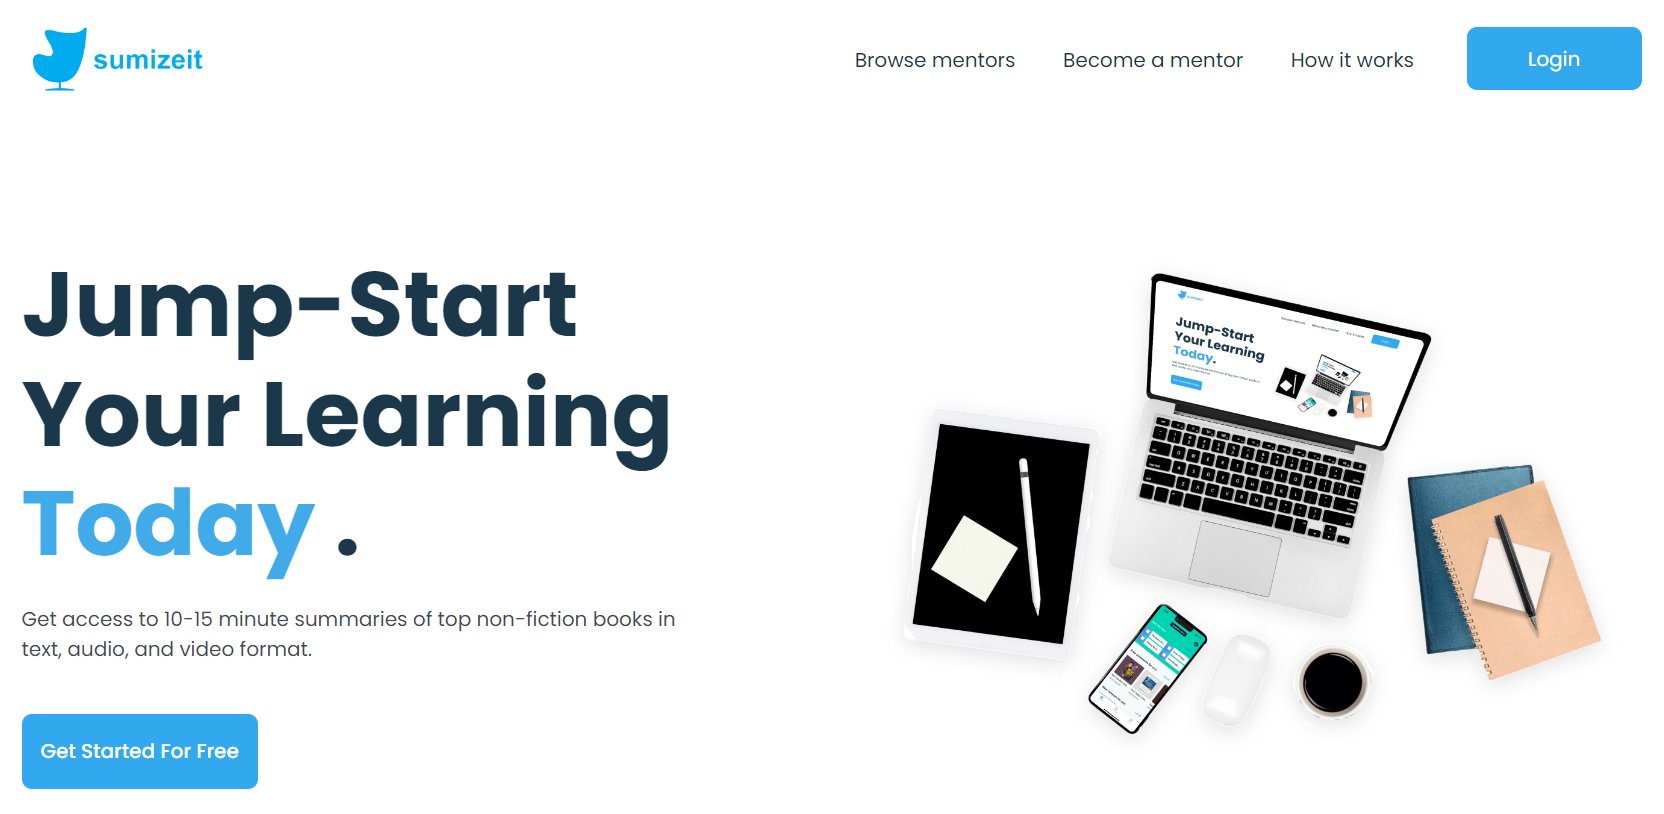 sumizeit
Browse mentors
Become a mentor
How it works
Login
Jump-Start
Your Learning
Today .
Get access to 10-15 minute summaries of top non-fiction books in
text, audio, and video format.
Get Started For Free
Jump-Start
Your Learning
Today.